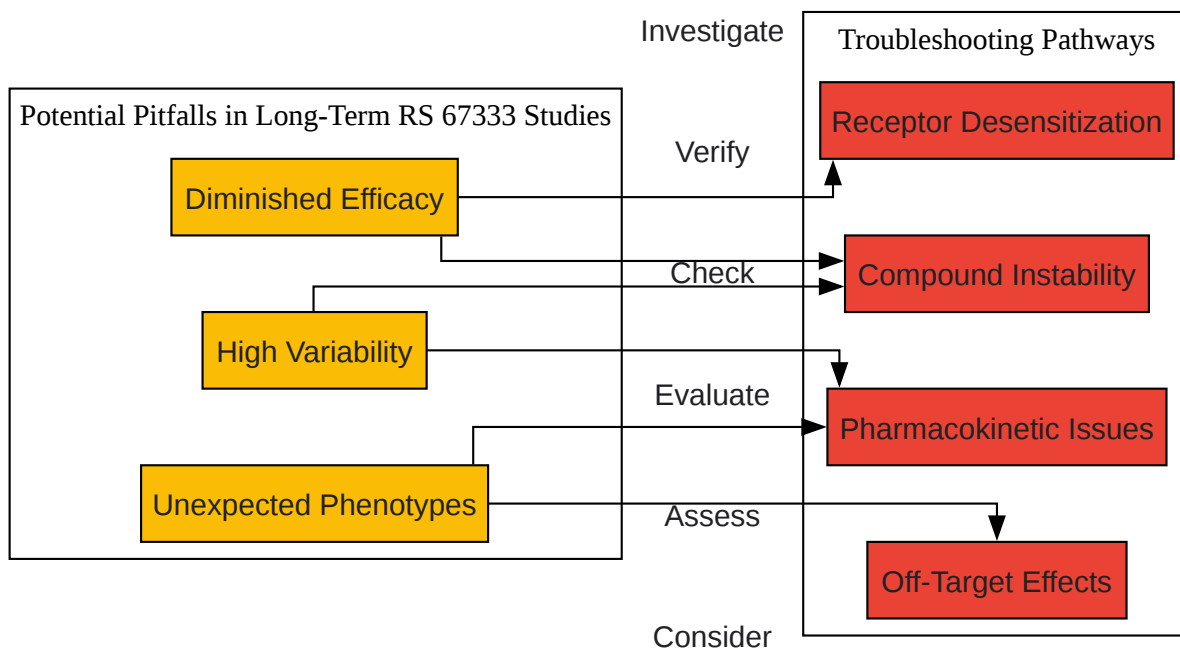 Potential Pitfalls in Long-Term RS 67333 Studies
Diminished Efficacy
High Variability
Unexpected Phenotypes
Investigate
Verify
Check
Evaluate
Assess
Consider
Troubleshooting Pathways
Receptor Desensitization
Compound Instability
Pharmacokinetic Issues
Off-Target Effects